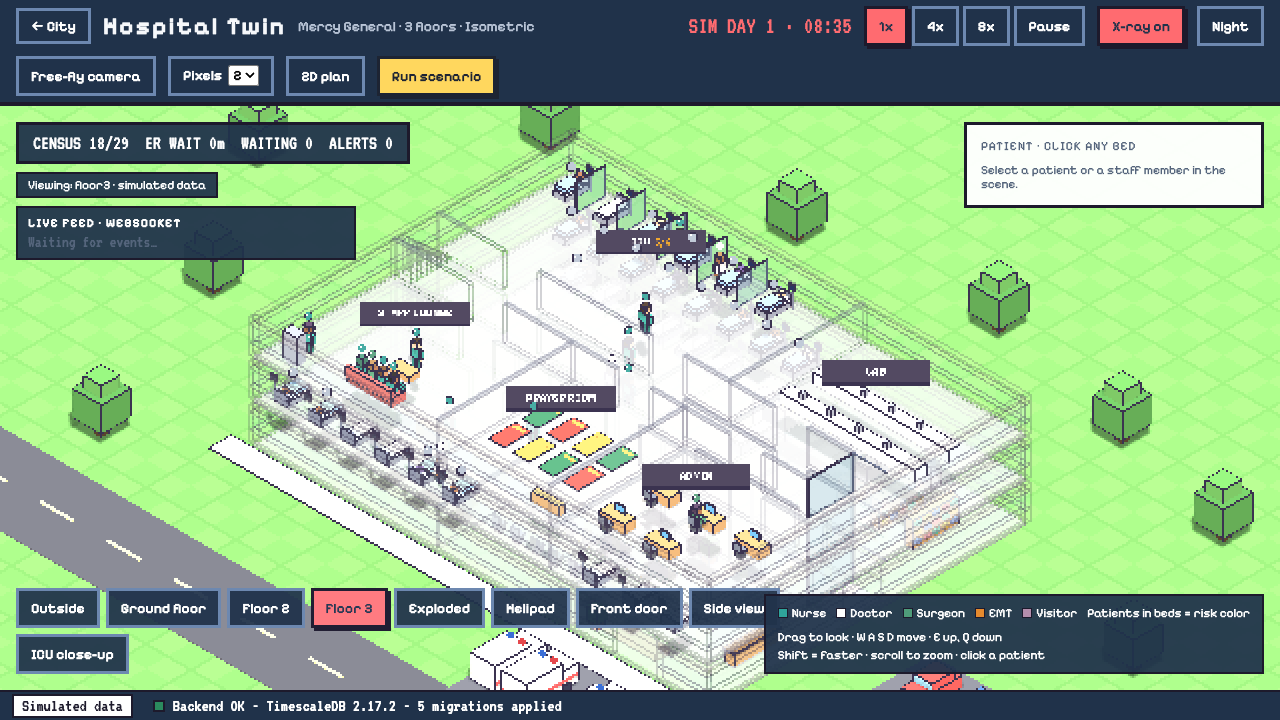 ← City
Hospital Twin
Mercy General · 3 floors · Isometric
SIM DAY 1 · 08:35
1x
4x
8x
Pause
X-ray on
Night
Free-fly camera
Pixels 2
2D plan
Run scenario
CENSUS 18/29 ER WAIT 0m WAITING 0 ALERTS 0
Viewing: floor 3 · simulated data
LIVE FEED · WEBSOCKET
Waiting for events…
PATIENT · CLICK ANY BED
Select a patient or a staff member in the
scene.
LAB
ADMIN
Outside
Ground floor
Floor 2
Floor 3
Exploded
Helipad
Front door
Side view
ICU close-up
Nurse Doctor Surgeon EMT Visitor Patients in beds = risk color
Drag to look · W A S D move · E up, Q down
Shift = faster · scroll to zoom · click a patient
Simulated data
Backend OK - TimescaleDB 2.17.2 - 5 migrations applied